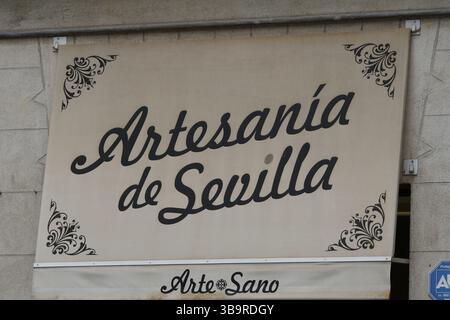 Artesanía
de Sevilla
Arte Sano